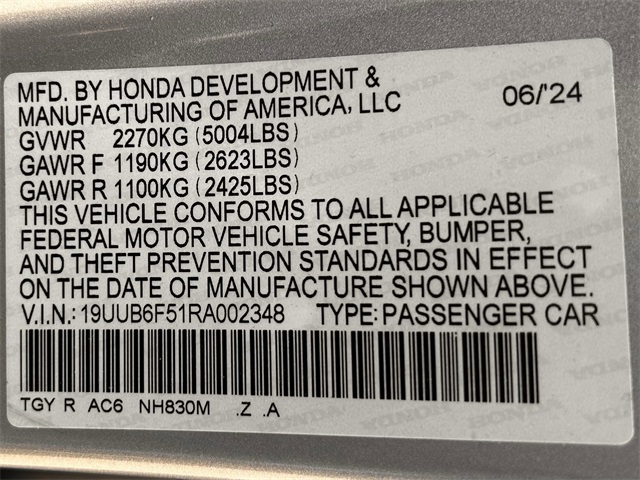 MFD. BY HONDA DEVELOPMENT &
MANUFACTURING OF AMERICA, LLC 06/'24
GVWR 2270KG (5004LBS)
GAWR F 1190KG (2623LBS)
GAWR R 1100KG (2425LBS)
THIS VEHICLE CONFORMS TO ALL APPLICABLE
FEDERAL MOTOR VEHICLE SAFETY, BUMPER,
AND THEFT PREVENTION STANDARDS IN EFFECT
ON THE DATE OF MANUFACTURE SHOWN ABOVE.
V.I.N.: 19UUB6F51RA002348 TYPE: PASSENGER CAR
TGY R AC6 NH830M .Z .A